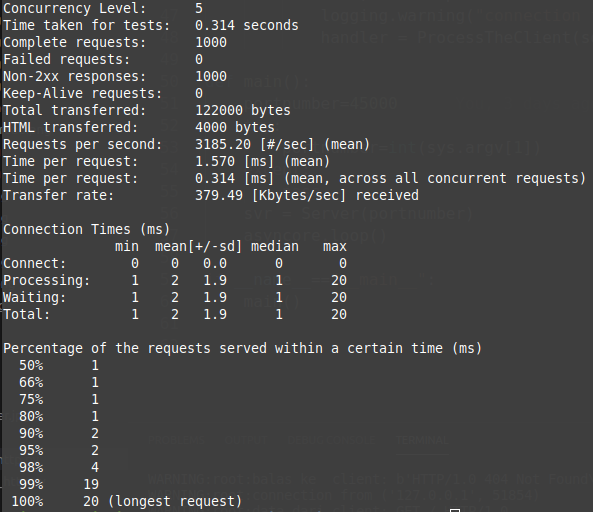 Concurrency Level:      5
Time taken for tests:   0.314 seconds
Complete requests:      1000
Failed requests:        0
Non-2xx responses:      1000
Keep-Alive requests:    0
Total transferred:      122000 bytes
HTML transferred:       4000 bytes
Requests per second:    3185.20 [#/sec] (mean)
Time per request:       1.570 [ms] (mean)
Time per request:       0.314 [ms] (mean, across all concurrent requests)
Transfer rate:          379.49 [Kbytes/sec] received

Connection Times (ms)
              min  mean[+/-sd] median   max
Connect:        0    0   0.0      0       0
Processing:     1    2   1.9      1      20
Waiting:        1    2   1.9      1      20
Total:          1    2   1.9      1      20

Percentage of the requests served within a certain time (ms)
  50%      1
  66%      1
  75%      1
  80%      1
  90%      2
  95%      2
  98%      4
  99%     19
 100%     20 (longest request)